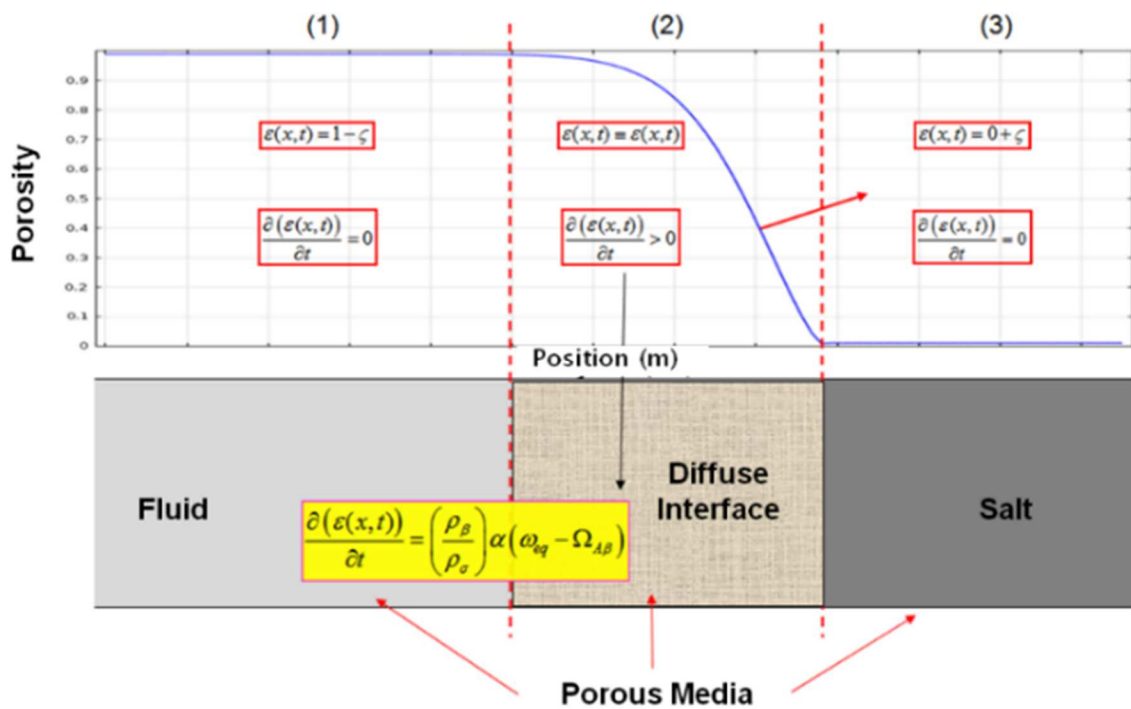 (1) (2) (3)
Porosity
0.9
0.8
0.7
0.6
0.5
0.4
0.3
0.2
0.1
0
ε(x,t)=1−ζ
ε(x,t)=ε(x,t)
ε(x,t)=0+ζ
∂(ε(x,t))/∂t=0
∂(ε(x,t))/∂t>0
∂(ε(x,t))/∂t=0
Position (m)
Fluid
Diffuse
Interface
Salt
∂(ε(x,t))/∂t=(ρβ/ρσ)α(ωeq−ΩAβ)
Porous Media